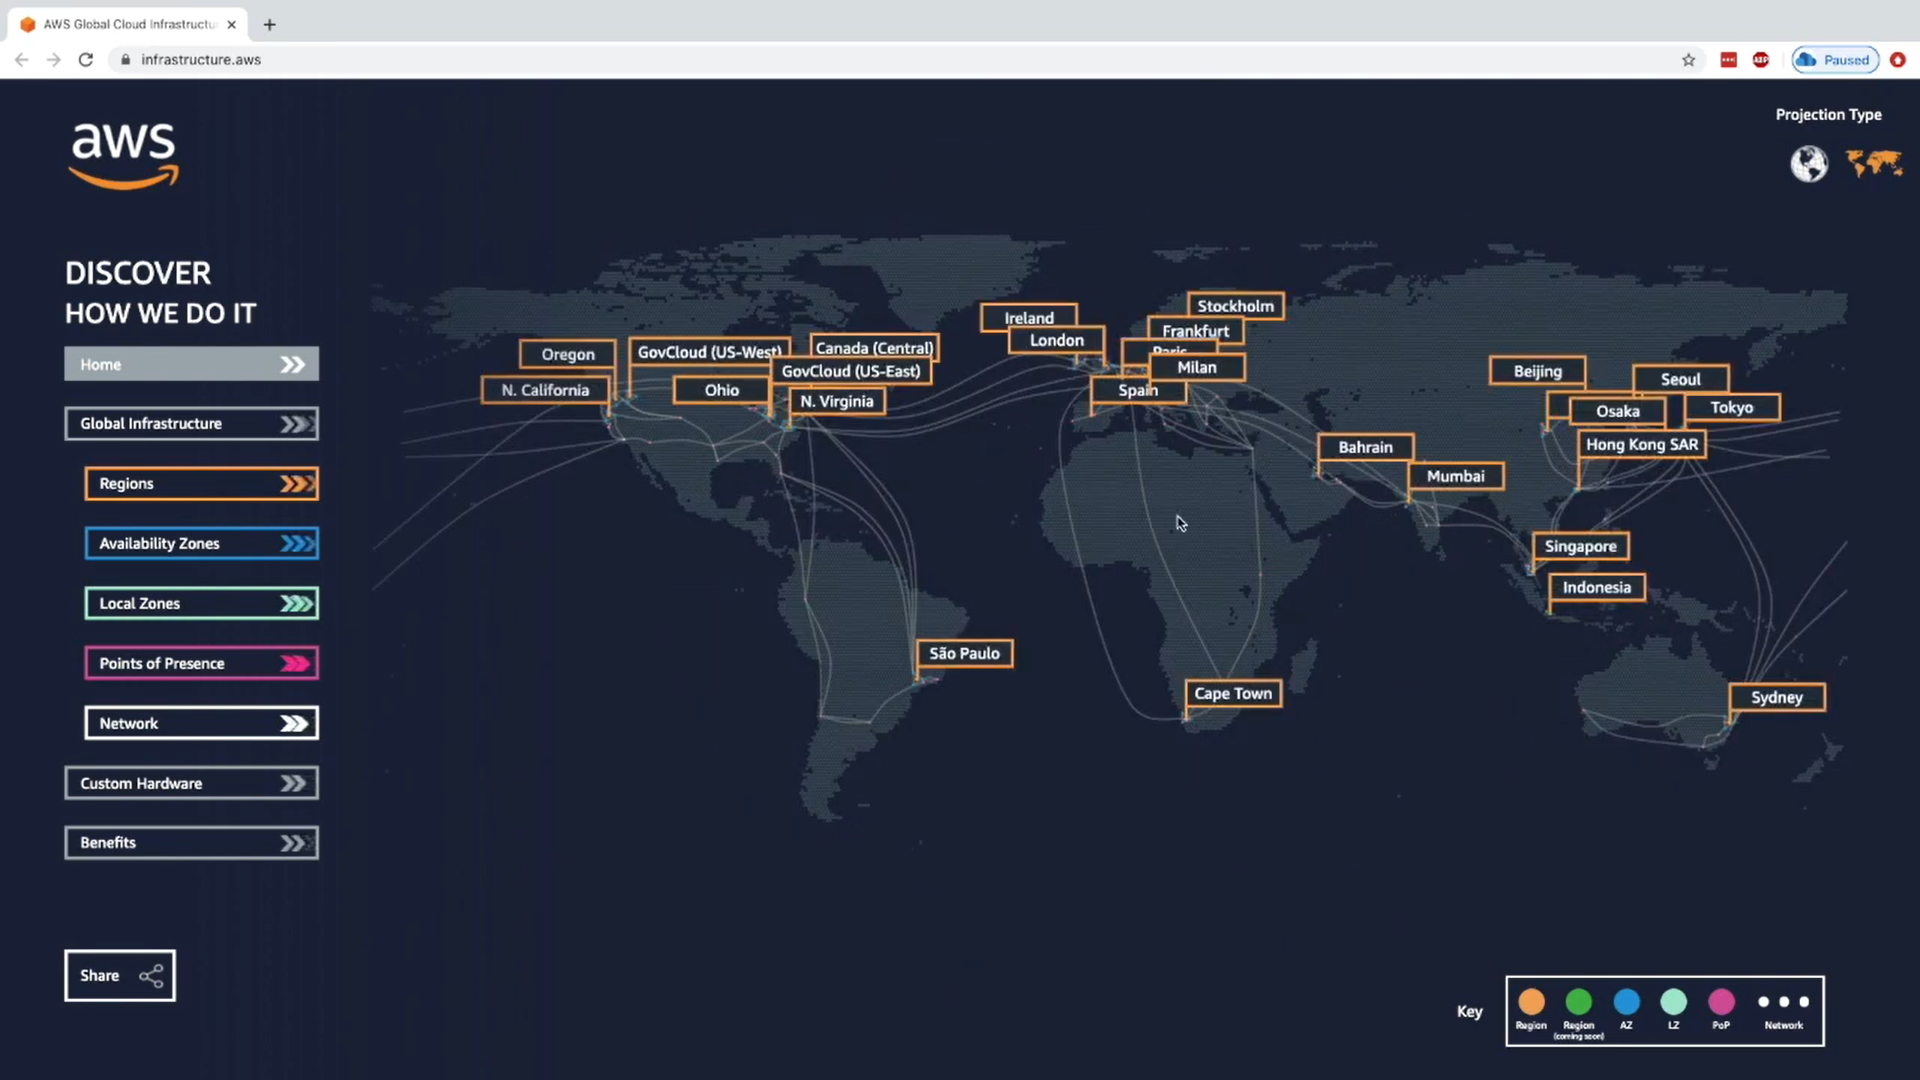 AWS Global Cloud Infrastructu
infrastructure.aws
ABP
Paused
aws
Projection Type
DISCOVER
HOW WE DO IT
Home
Global Infrastructure
Regions
Availability Zones
Local Zones
Points of Presence
Network
Custom Hardware
Benefits
Share
Oregon
GovCloud (US-West)
Canada (Central)
GovCloud (US-East)
N. California
Ohio
N. Virginia
Ireland
London
Stockholm
Frankfurt
Paris
Milan
Spain
Beijing
Seoul
Osaka
Tokyo
Hong Kong SAR
Bahrain
Mumbai
Singapore
Indonesia
São Paulo
Cape Town
Sydney
Key
Region
Region
(coming soon)
AZ
LZ
PoP
Network